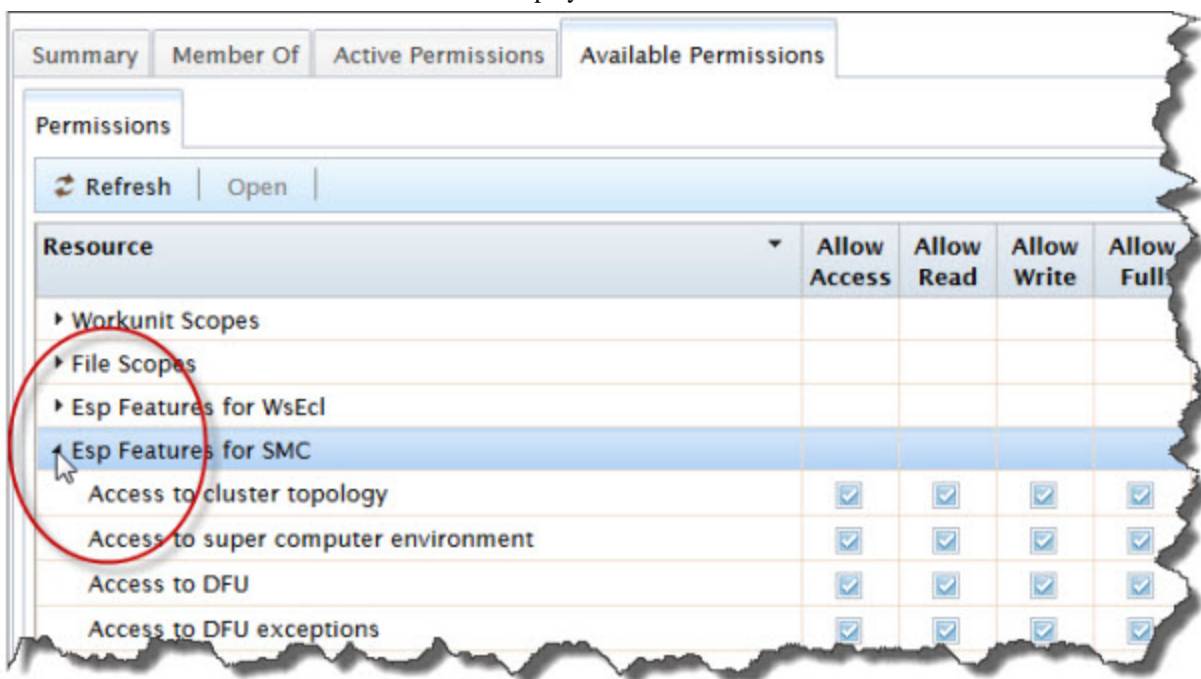 Summary Member Of Active Permissions Available Permissions
Permissions
Refresh Open
Resource Allow Access Allow Read Allow Write Allow Full
Workunit Scopes
File Scopes
Esp Features for WsEcl
Esp Features for SMC
Access to cluster topology
Access to super computer environment
Access to DFU
Access to DFU exceptions